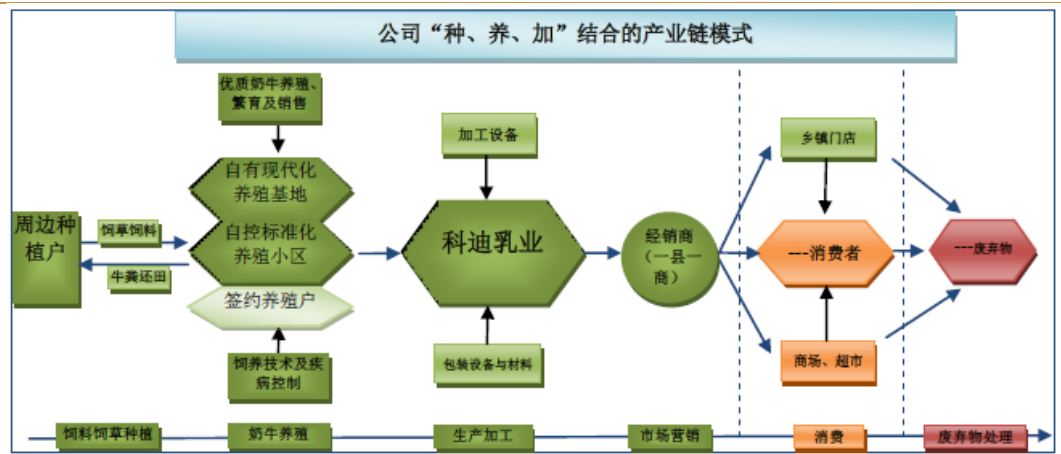 公司“种、养、加”结合的产业链模式
优质奶牛养殖、
繁育及销售
加工设备
乡镇门店
自有现代化
养殖基地
周边种
植户
饲草饲料
牛粪还田
自控标准化
养殖小区
科迪乳业
经销商
（一县一
商）
---消费者
---废弃物
签约养殖户
饲养技术及疾
病控制
包装设备与材料
商场、超市
饲料饲草种植
奶牛养殖
生产加工
市场营销
消费
废弃物处理